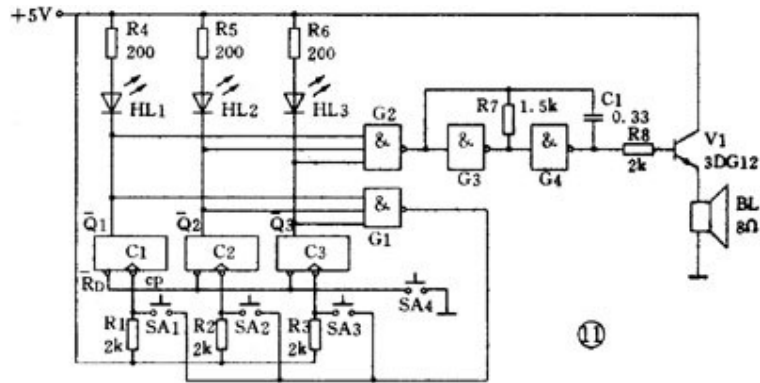 +5V
R4 R5 R6
200 200 200
HL1 HL2 HL3
G2
&
R7 1.5k
C1
0.33
&
G3
&
G4
R8
2k
V1
3DG12
BL
8Ω
&
G1
Q̄1 Q̄2 Q̄3
C1 C2 C3
R̄D cP
SA4
R1 SA1 R2 SA2 R3 SA3
2k 2k 2k
⑪